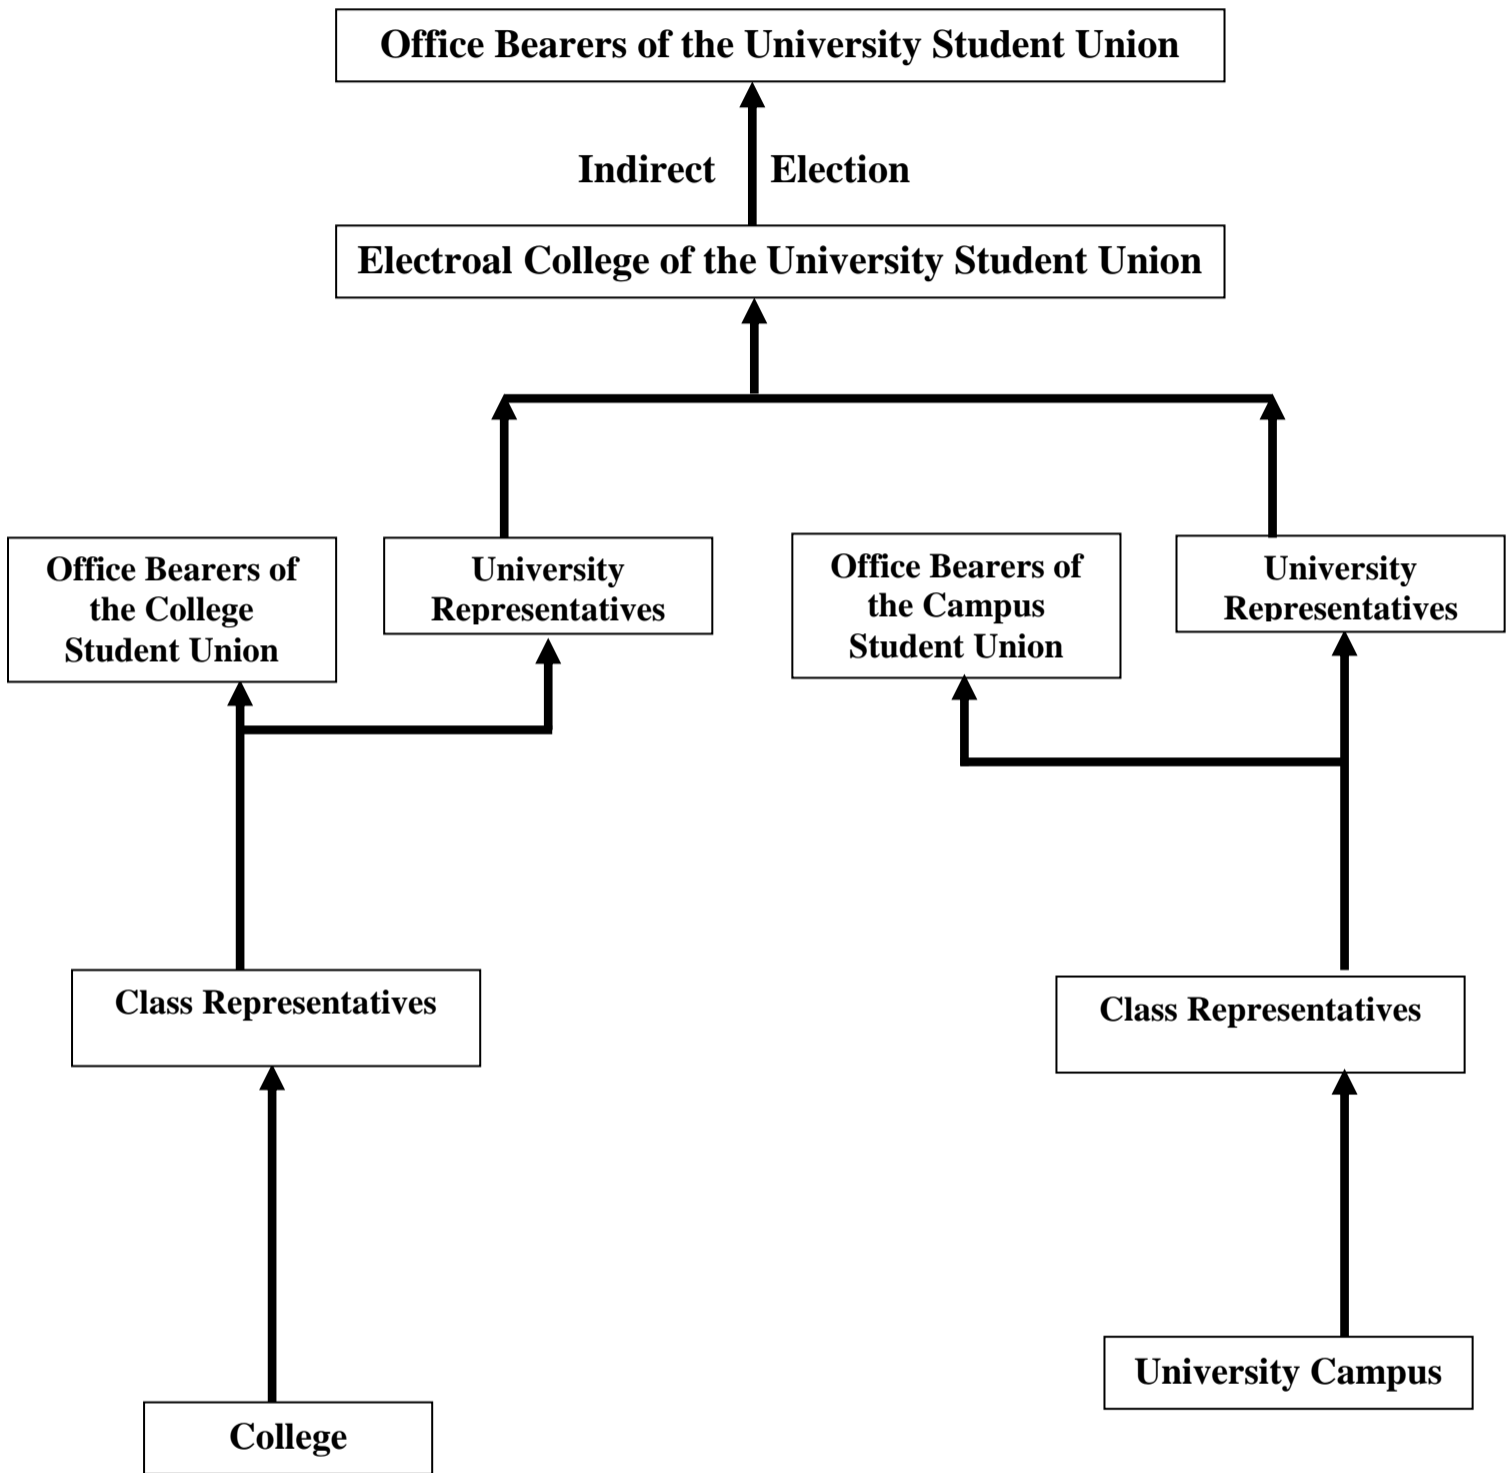 Office Bearers of the University Student Union
Indirect Election
Electroal College of the University Student Union
Office Bearers of
the College
Student Union
University
Representatives
Office Bearers of
the Campus
Student Union
University
Representatives
Class Representatives
Class Representatives
University Campus
College